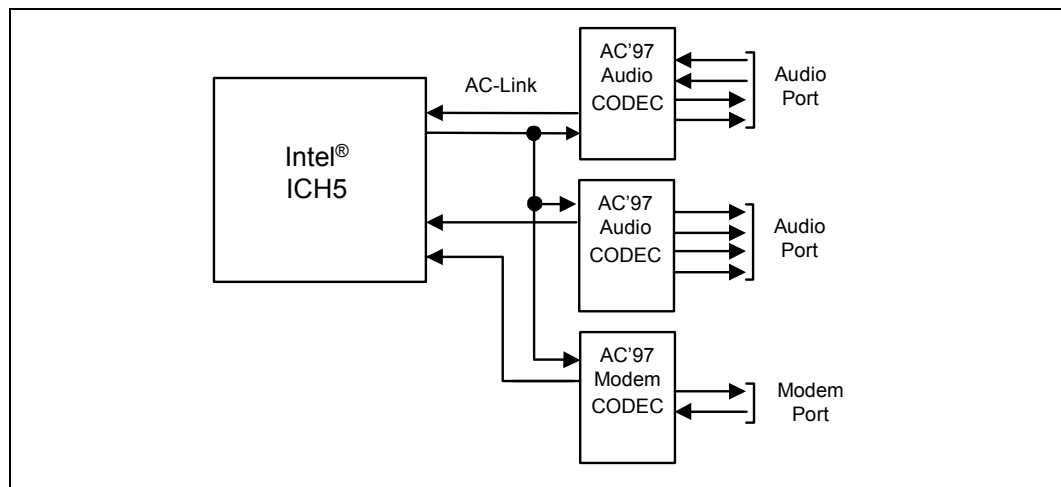 Intel®
ICH5
AC-Link
AC'97
Audio
CODEC
Audio
Port
AC'97
Audio
CODEC
Audio
Port
AC'97
Modem
CODEC
Modem
Port